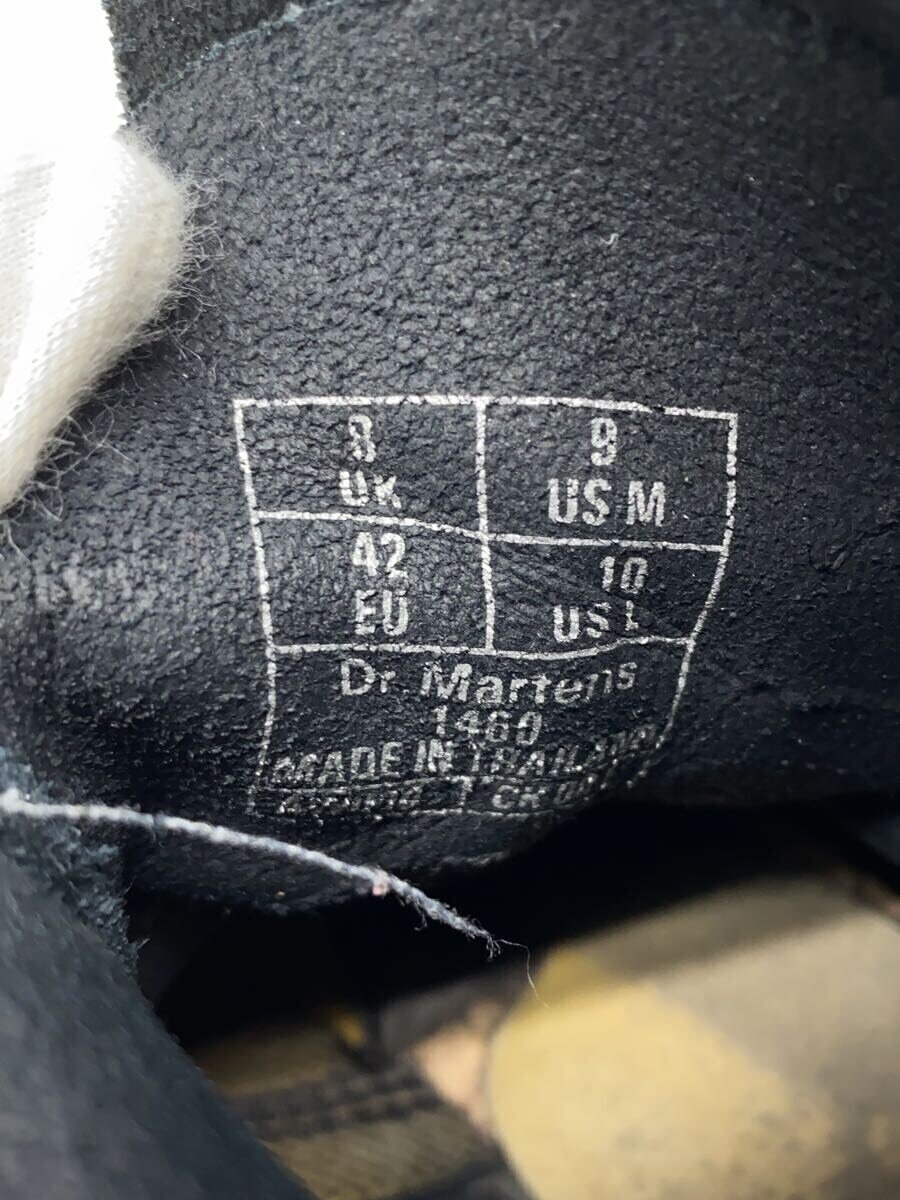 8
UK
9
US M
42
EU
10
US L
Dr. Martens
1460
MADE IN THAILAND